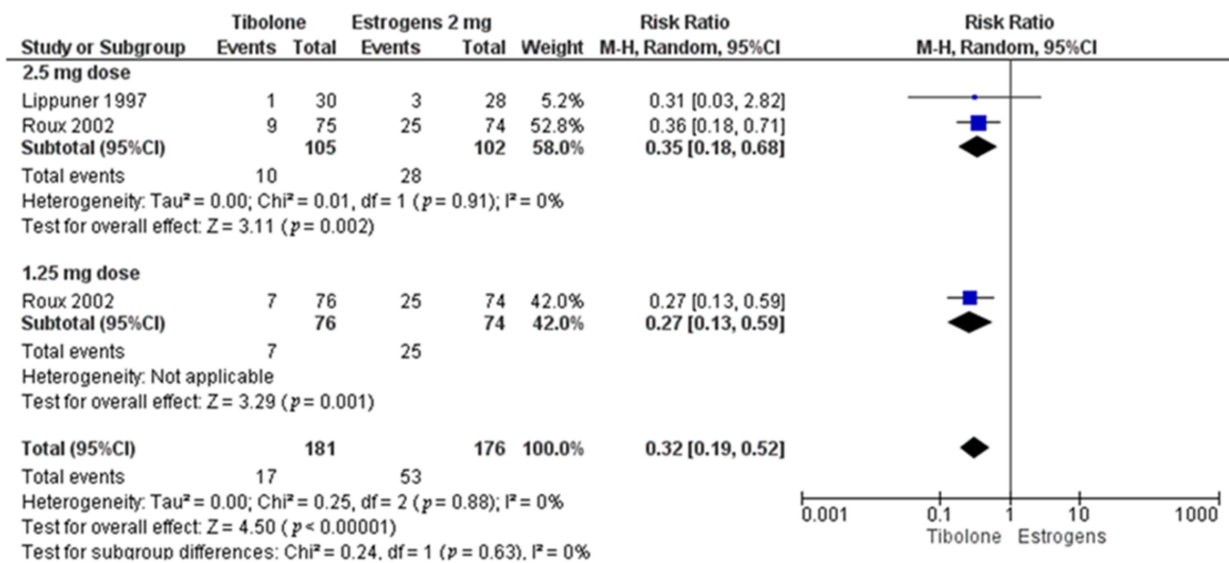 Tibolone Estrogens 2 mg Risk Ratio Risk Ratio
Study or Subgroup Events Total Events Total Weight M-H, Random, 95%CI M-H, Random, 95%CI
2.5 mg dose
Lippuner 1997 1 30 3 28 5.2% 0.31 [0.03, 2.82]
Roux 2002 9 75 25 74 52.8% 0.36 [0.18, 0.71]
Subtotal (95%CI) 105 102 58.0% 0.35 [0.18, 0.68]
Total events 10 28
Heterogeneity: Tau² = 0.00; Chi² = 0.01, df = 1 (p = 0.91); I² = 0%
Test for overall effect: Z = 3.11 (p = 0.002)
1.25 mg dose
Roux 2002 7 76 25 74 42.0% 0.27 [0.13, 0.59]
Subtotal (95%CI) 76 74 42.0% 0.27 [0.13, 0.59]
Total events 7 25
Heterogeneity: Not applicable
Test for overall effect: Z = 3.29 (p = 0.001)
Total (95%CI) 181 176 100.0% 0.32 [0.19, 0.52]
Total events 17 53
Heterogeneity: Tau² = 0.00; Chi² = 0.25, df = 2 (p = 0.88); I² = 0%
Test for overall effect: Z = 4.50 (p < 0.00001)
Test for subgroup differences: Chi² = 0.24, df = 1 (p = 0.63), I² = 0%
0.001 0.1 1 10 1000
Tibolone Estrogens